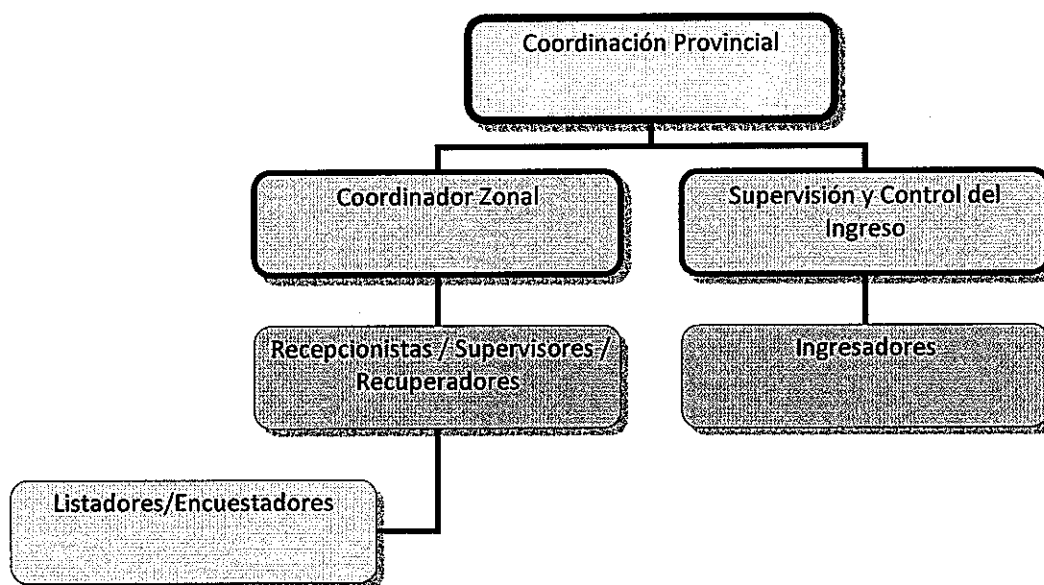 Coordinación Provincial
Coordinador Zonal
Supervisión y Control del
Ingreso
Recepcionistas / Supervisores /
Recuperadores
Ingresadores
Listadores/Encuestadores